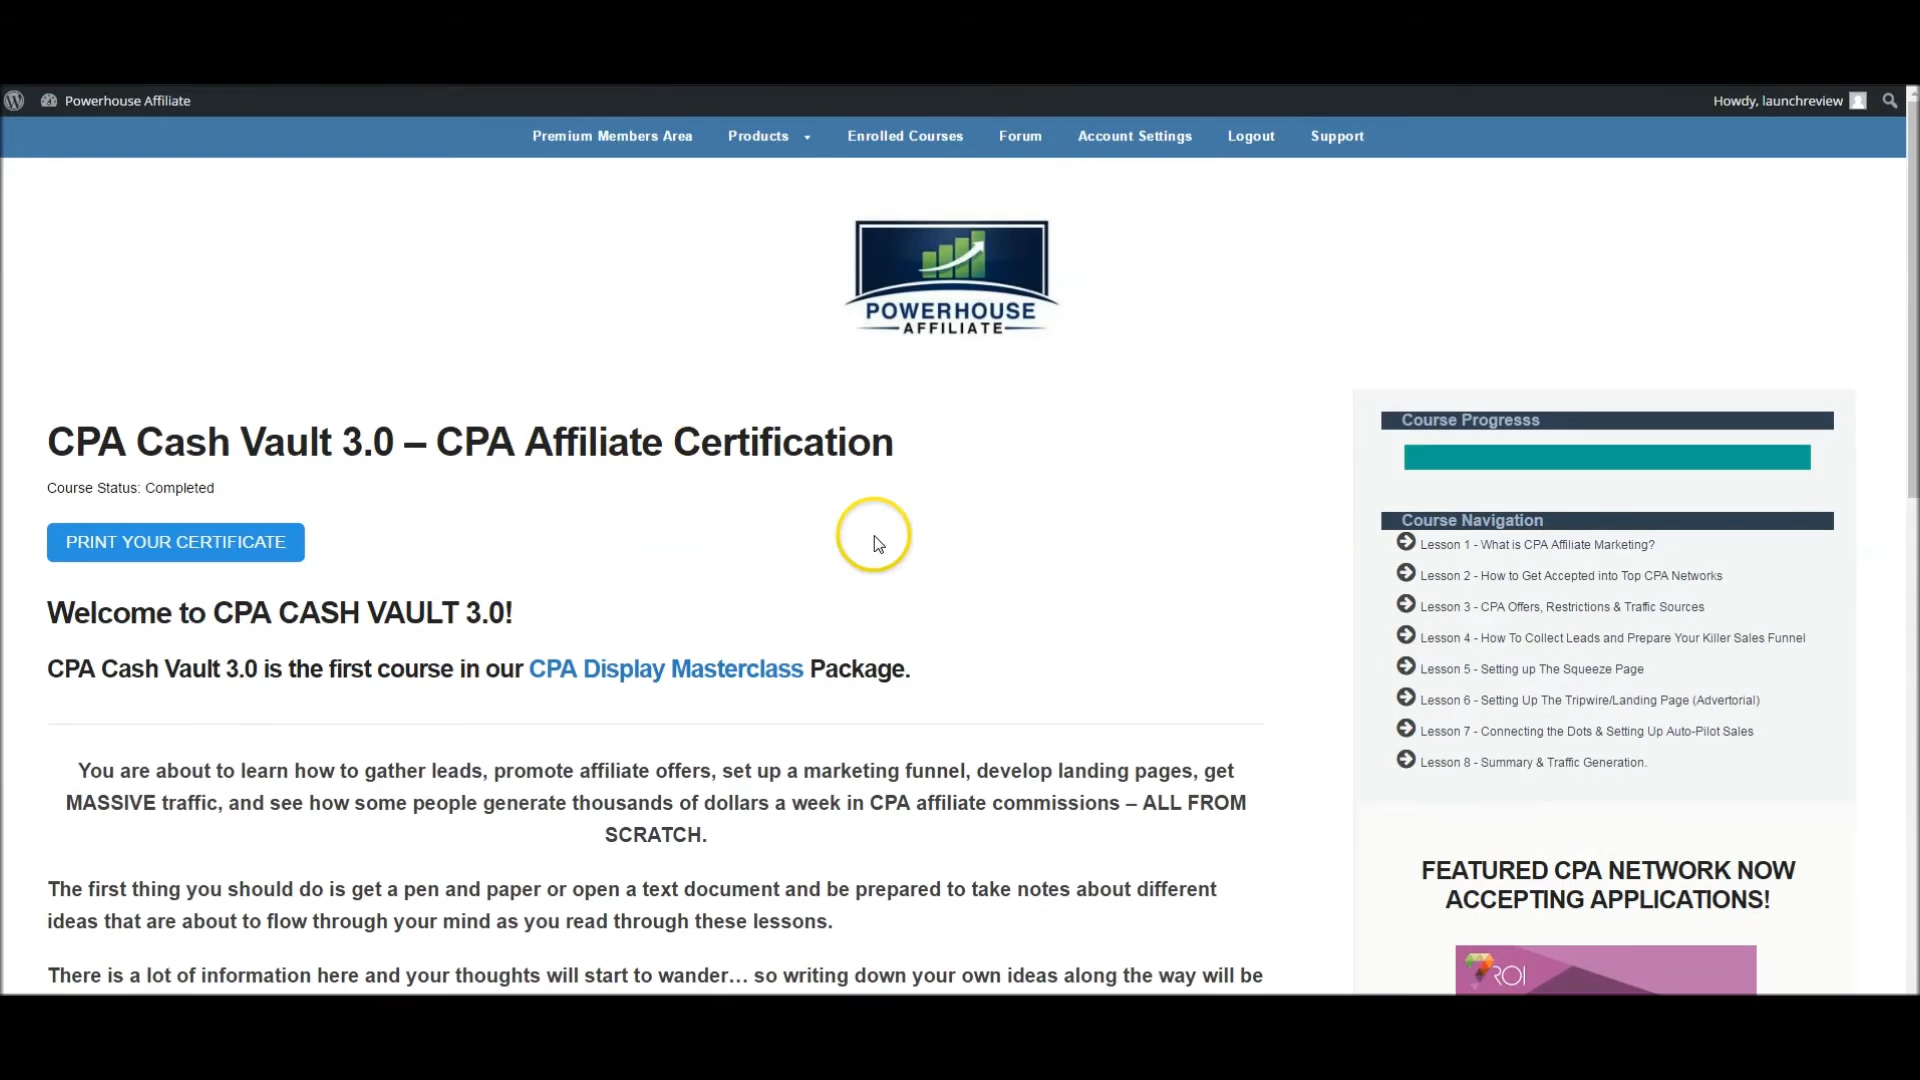 Powerhouse Affiliate
Howdy, launchreview
Premium Members Area Products Enrolled Courses Forum Account Settings Logout Support
POWERHOUSE
AFFILIATE
CPA Cash Vault 3.0 – CPA Affiliate Certification
Course Status: Completed
PRINT YOUR CERTIFICATE
Welcome to CPA CASH VAULT 3.0!
CPA Cash Vault 3.0 is the first course in our CPA Display Masterclass Package.
You are about to learn how to gather leads, promote affiliate offers, set up a marketing funnel, develop landing pages, get
MASSIVE traffic, and see how some people generate thousands of dollars a week in CPA affiliate commissions – ALL FROM
SCRATCH.
The first thing you should do is get a pen and paper or open a text document and be prepared to take notes about different
ideas that are about to flow through your mind as you read through these lessons.
There is a lot of information here and your thoughts will start to wander… so writing down your own ideas along the way will be
Course Progresss
Course Navigation
Lesson 1 - What is CPA Affiliate Marketing?
Lesson 2 - How to Get Accepted into Top CPA Networks
Lesson 3 - CPA Offers, Restrictions & Traffic Sources
Lesson 4 - How To Collect Leads and Prepare Your Killer Sales Funnel
Lesson 5 - Setting up The Squeeze Page
Lesson 6 - Setting Up The Tripwire/Landing Page (Advertorial)
Lesson 7 - Connecting the Dots & Setting Up Auto-Pilot Sales
Lesson 8 - Summary & Traffic Generation.
FEATURED CPA NETWORK NOW
ACCEPTING APPLICATIONS!
7ROI